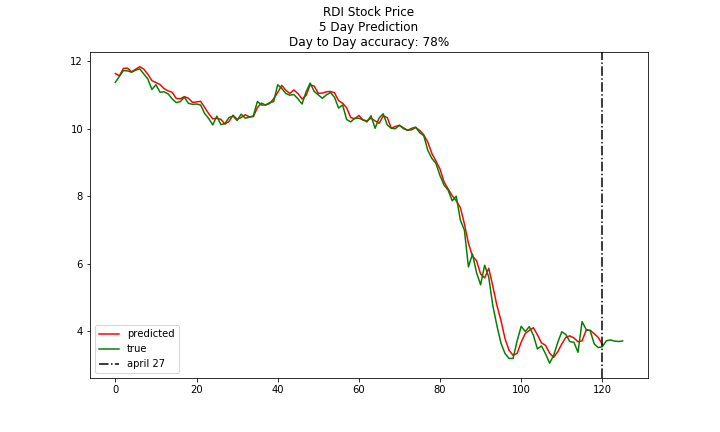 RDI Stock Price
5 Day Prediction
Day to Day accuracy: 78%
12
10
8
6
4
predicted
true
april 27
0
20
40
60
80
100
120